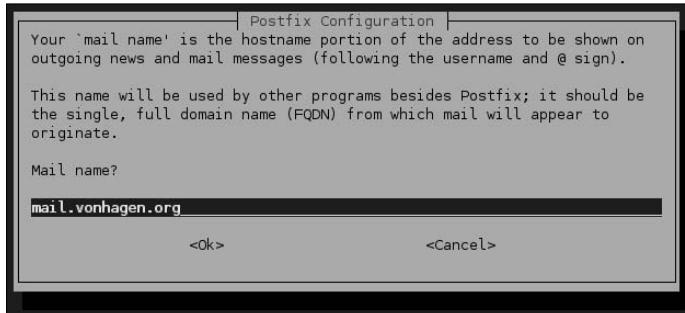 Postfix Configuration
Your `mail name' is the hostname portion of the address to be shown on
outgoing news and mail messages (following the username and @ sign).
This name will be used by other programs besides Postfix; it should be
the single, full domain name (FQDN) from which mail will appear to
originate.
Mail name?
mail.vonhagen.org
<Ok> <Cancel>